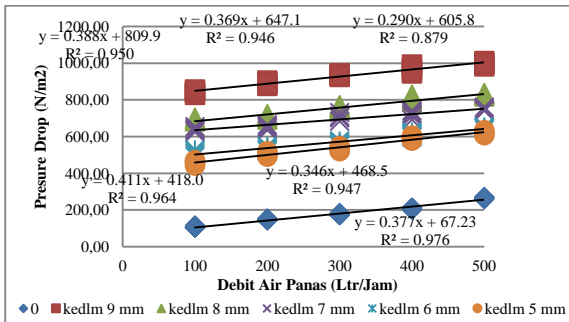 y = 0.369x + 647.1
R² = 0.946
y = 0.290x + 605.8
R² = 0.879
y = 0.388x + 809.9
R² = 0.950
1200,00
1000,00
800,00
600,00
400,00
200,00
0,00
Presure Drop (N/m2)
y = 0.411x + 418.0
R² = 0.964
y = 0.346x + 468.5
R² = 0.947
y = 0.377x + 67.23
R² = 0.976
0 100 200 300 400 500
Debit Air Panas (Ltr/Jam)
0 kedlm 9 mm kedlm 8 mm kedlm 7 mm kedlm 6 mm kedlm 5 mm